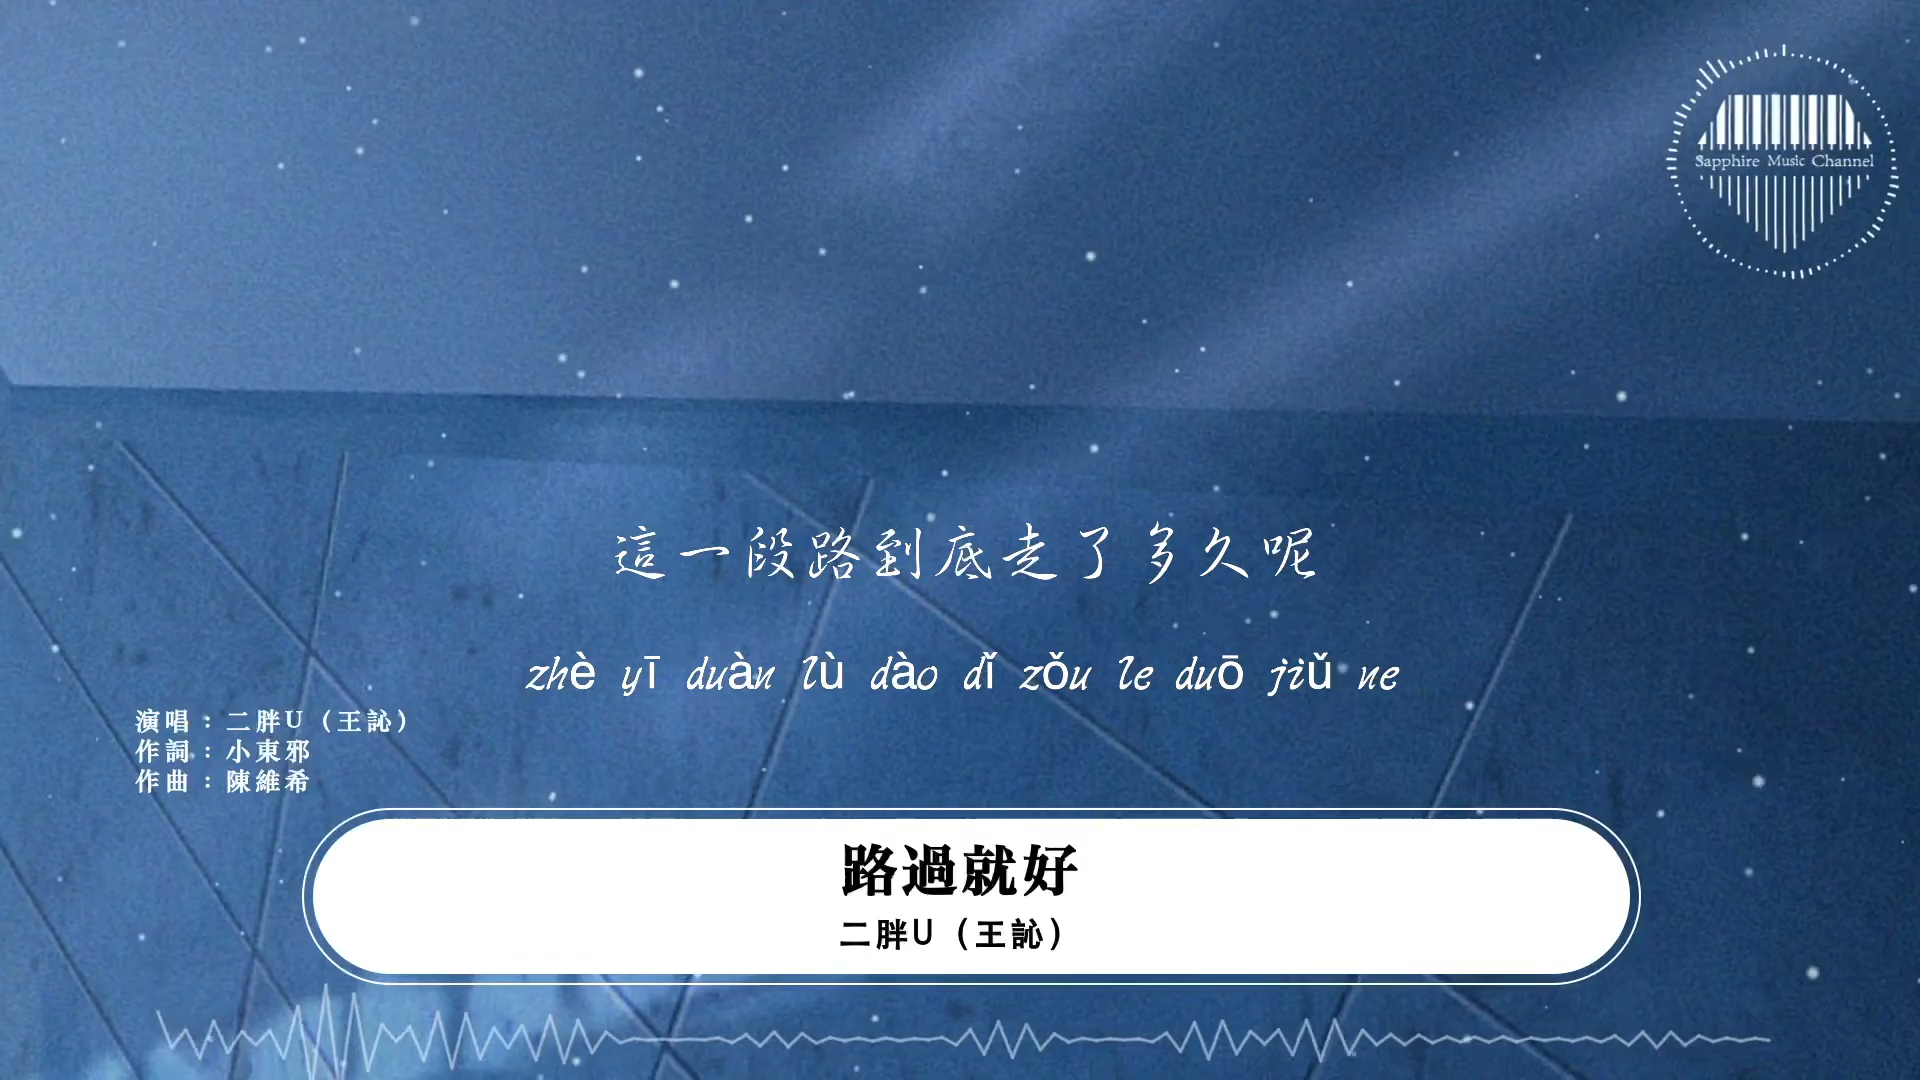 Sapphire Music Channel
這一段路到底走了多久呢
zhè yī duàn lù dào dǐ zǒu le duō jiǔ ne
演唱：二胖U（王訫）
作詞：小東邪
作曲：陳維希
路過就好
二胖U（王訫）